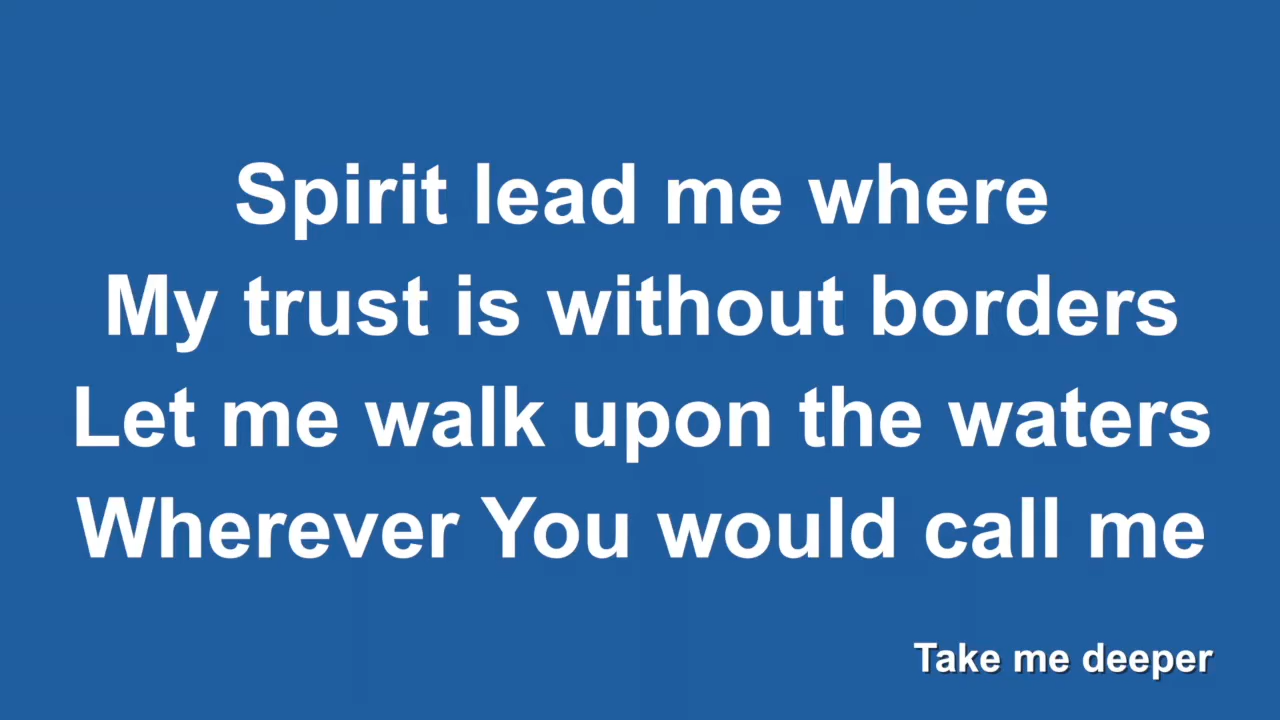 Spirit lead me where
My trust is without borders
Let me walk upon the waters
Wherever You would call me
Take me deeper